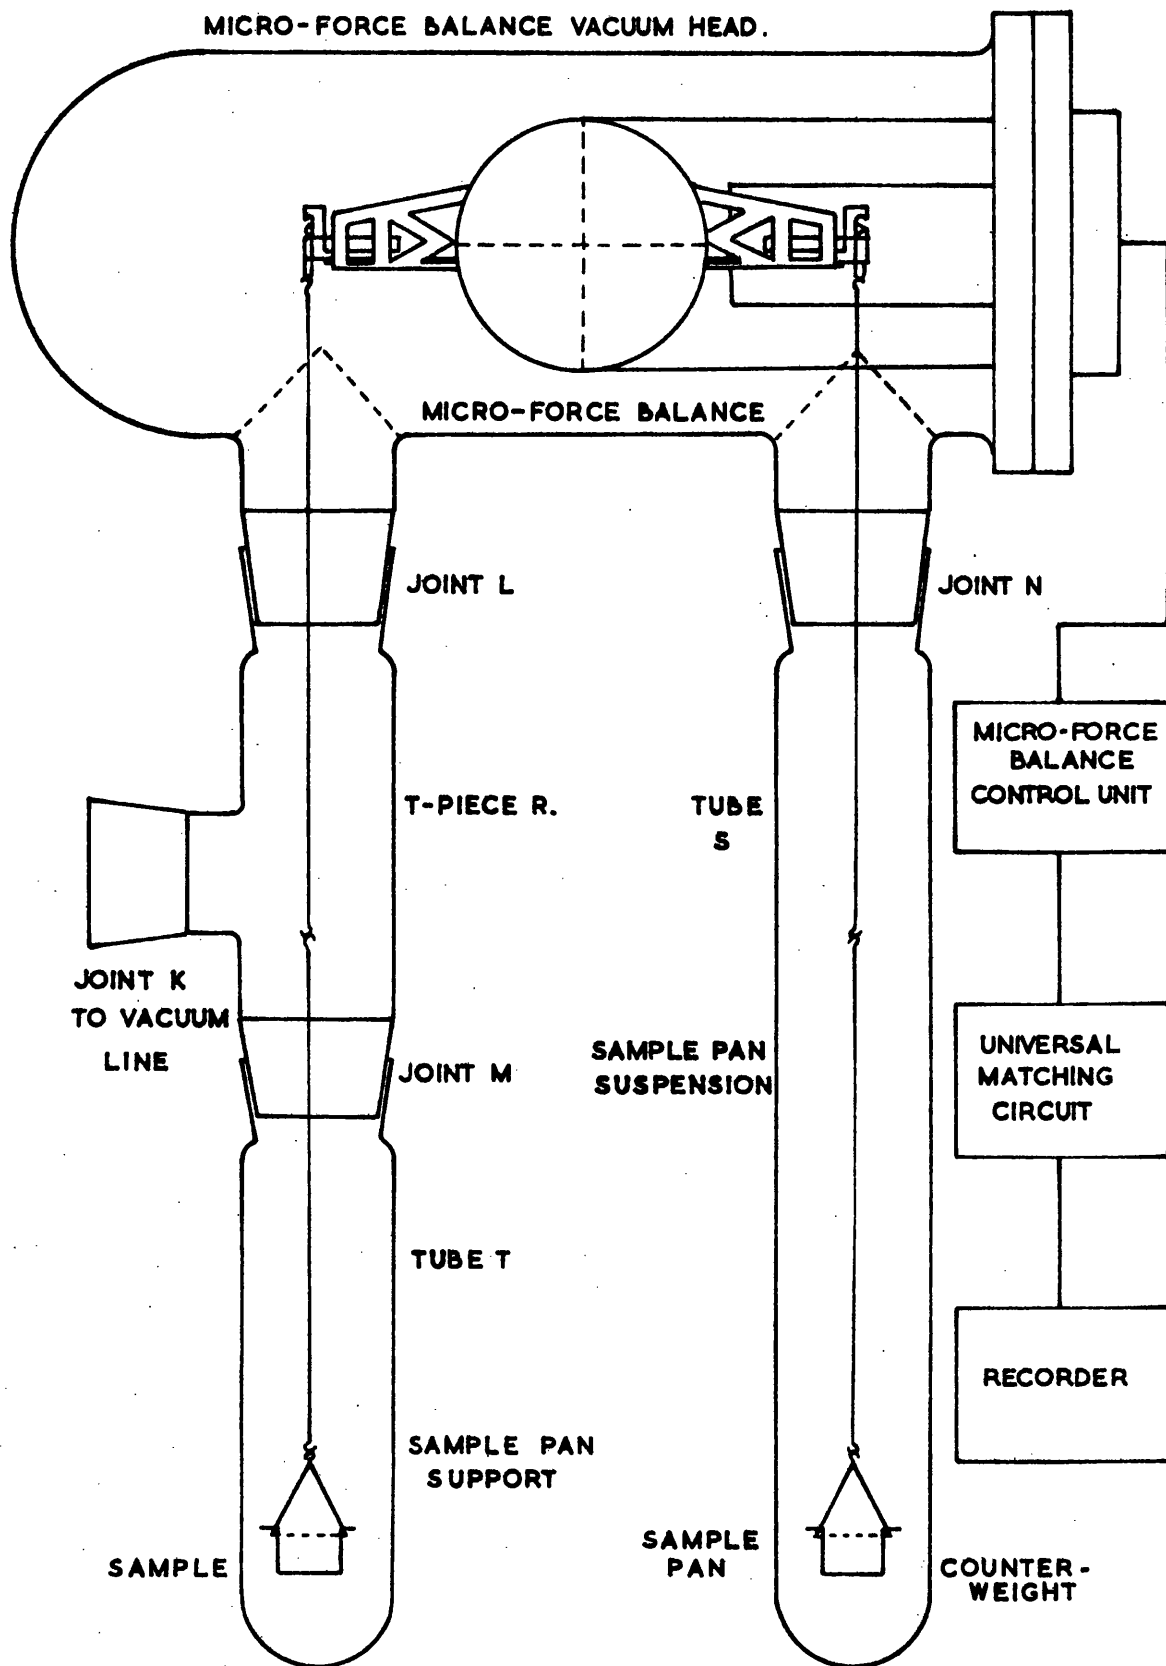 MICRO-FORCE BALANCE VACUUM HEAD.
MICRO-FORCE BALANCE
JOINT L
JOINT N
MICRO-FORCE
BALANCE
CONTROL UNIT
T-PIECE R.
TUBE
S
JOINT K
TO VACUUM
LINE
JOINT M
SAMPLE PAN
SUSPENSION
UNIVERSAL
MATCHING
CIRCUIT
TUBE T
RECORDER
SAMPLE PAN
SUPPORT
SAMPLE
SAMPLE
PAN
COUNTER-
WEIGHT